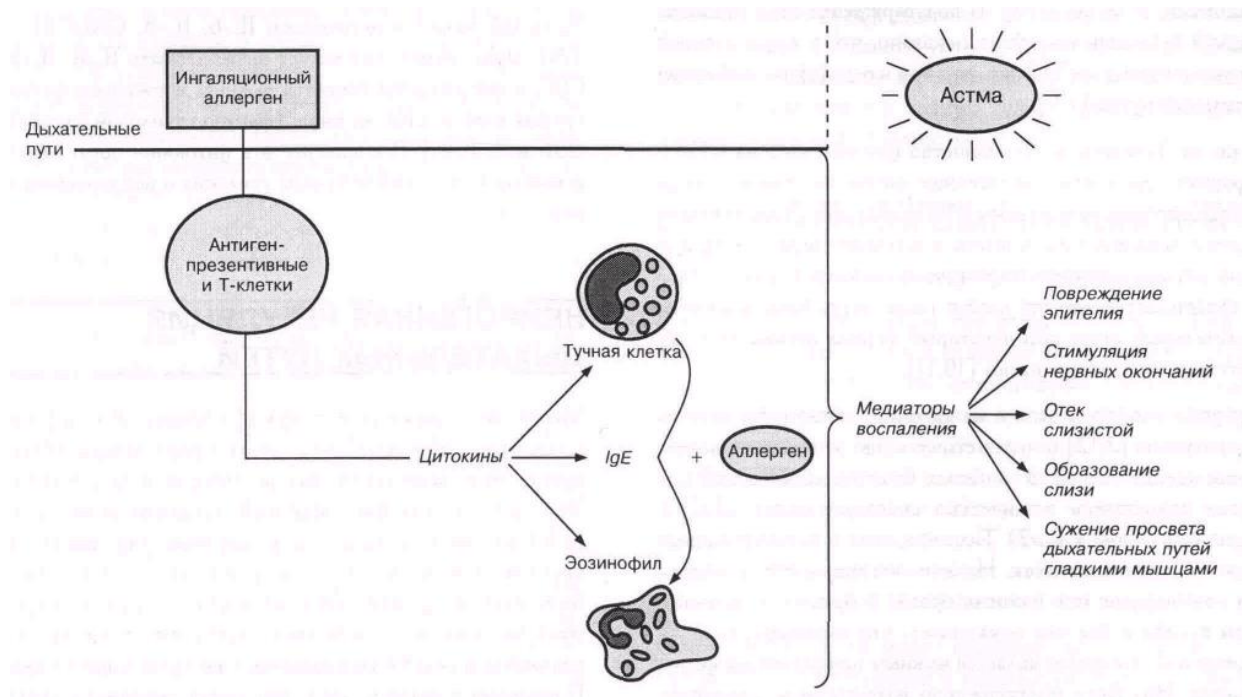 Ингаляционный
аллерген
Дыхательные
пути
Астма
Антиген-
презентивные
и Т-клетки
Тучная клетка
Цитокины
IgE
+
Аллерген
Эозинофил
Медиаторы
воспаления
Повреждение
эпителия
Стимуляция
нервных окончаний
Отек
слизистой
Образование
слизи
Сужение просвета
дыхательных путей
гладкими мышцами